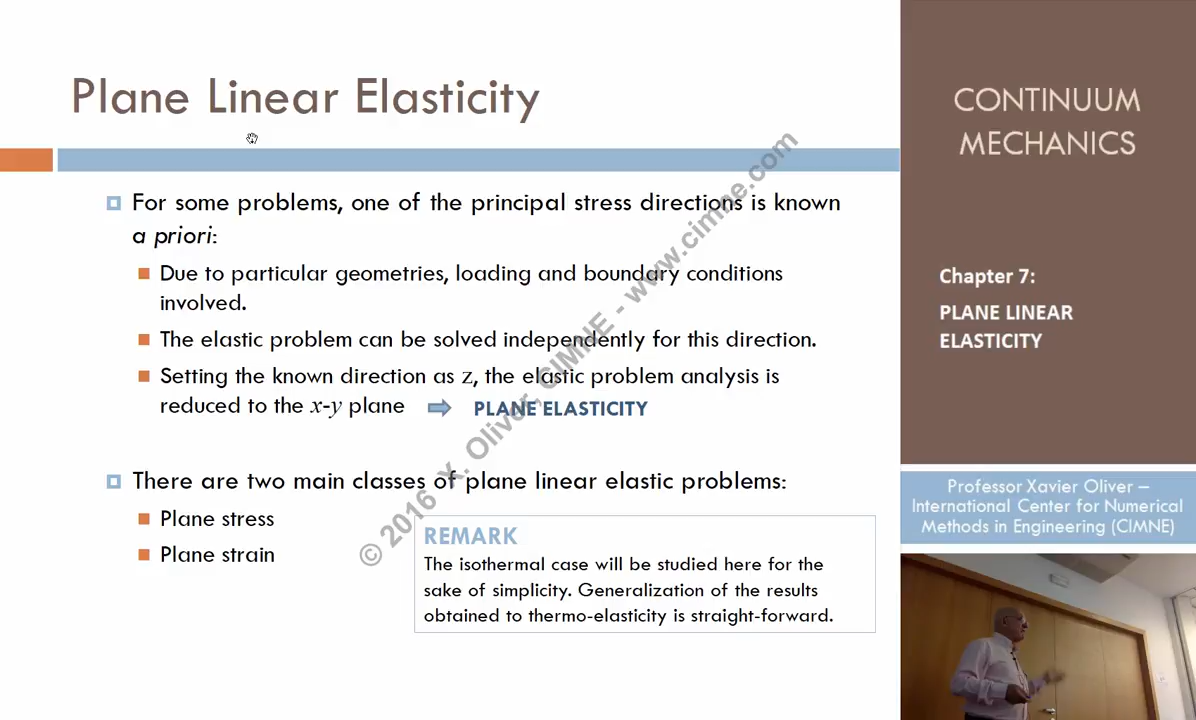 Plane Linear Elasticity
For some problems, one of the principal stress directions is known
a priori:
Due to particular geometries, loading and boundary conditions
involved.
The elastic problem can be solved independently for this direction.
Setting the known direction as z, the elastic problem analysis is
reduced to the x-y plane
PLANE ELASTICITY
There are two main classes of plane linear elastic problems:
Plane stress
Plane strain
REMARK
The isothermal case will be studied here for the
sake of simplicity. Generalization of the results
obtained to thermo-elasticity is straight-forward.
© 2016 X. Oliver, CIMNE - www.cimne.com
CONTINUUM
MECHANICS
Chapter 7:
PLANE LINEAR
ELASTICITY
Professor Xavier Oliver –
International Center for Numerical
Methods in Engineering (CIMNE)